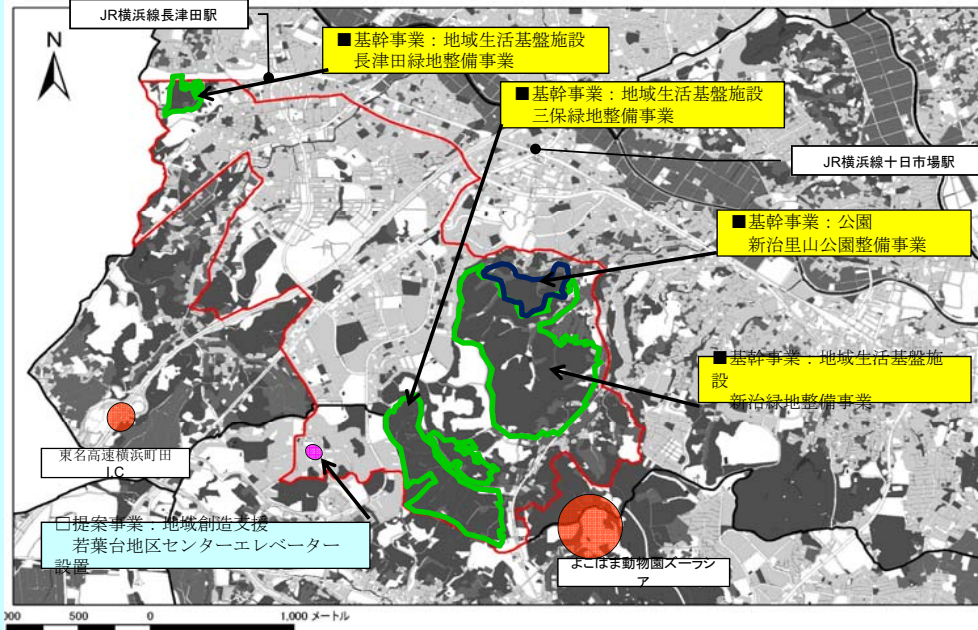 JR横浜線長津田駅
N
■基幹事業：地域生活基盤施設
長津田緑地整備事業
■基幹事業：地域生活基盤施設
三保緑地整備事業
JR横浜線十日市場駅
■基幹事業：公園
新治里山公園整備事業
■基幹事業：地域生活基盤施
設
新治緑地整備事業
東名高速横浜町田
I.C
□提案事業：地域創造支援
若葉台地区センターエレベーター
設置
よこはま動物園ズーラシ
ア
000 500 0 1,000 メートル